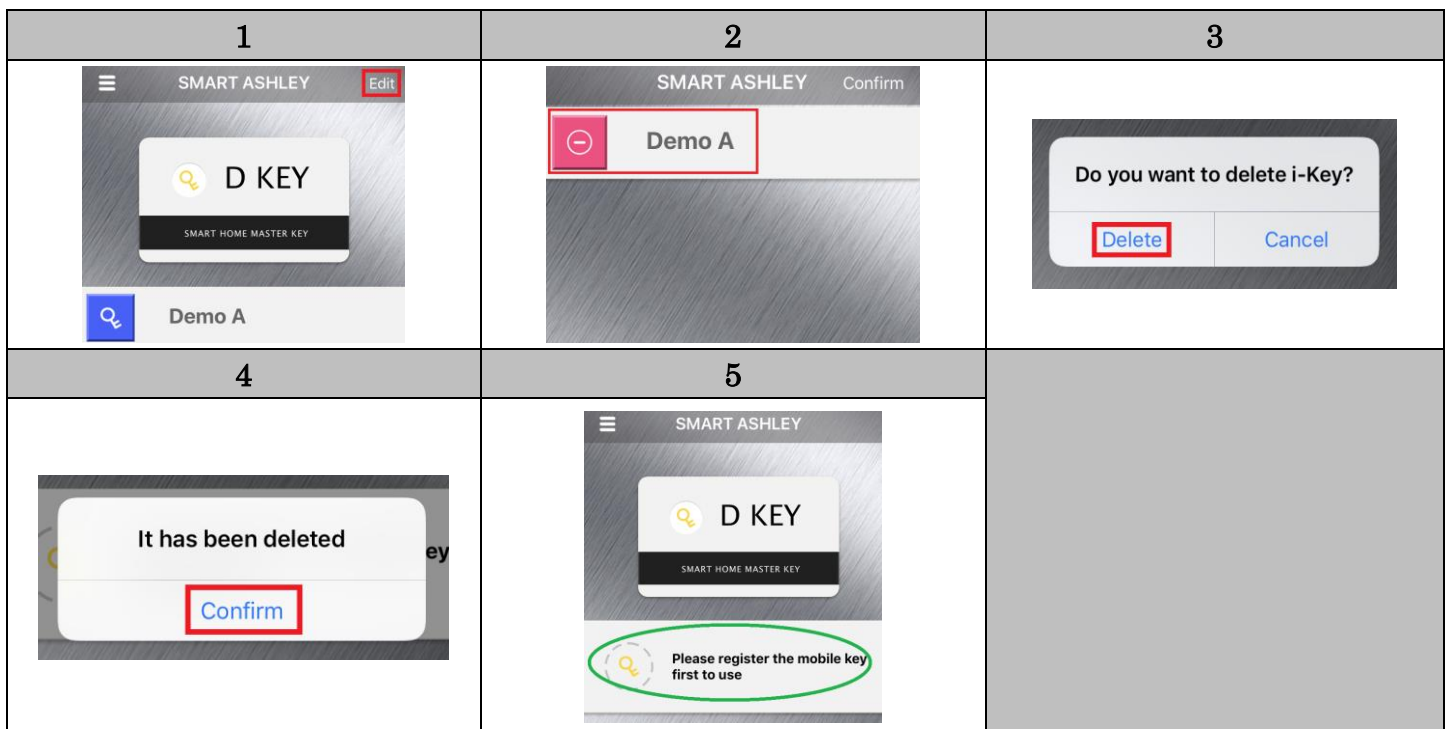 1
2
3
SMART ASHLEY Edit
D KEY
SMART HOME MASTER KEY
Demo A
SMART ASHLEY Confirm
Demo A
Do you want to delete i-Key?
Delete Cancel
4
5
It has been deleted
ey
Confirm
SMART ASHLEY
D KEY
SMART HOME MASTER KEY
Please register the mobile key
first to use